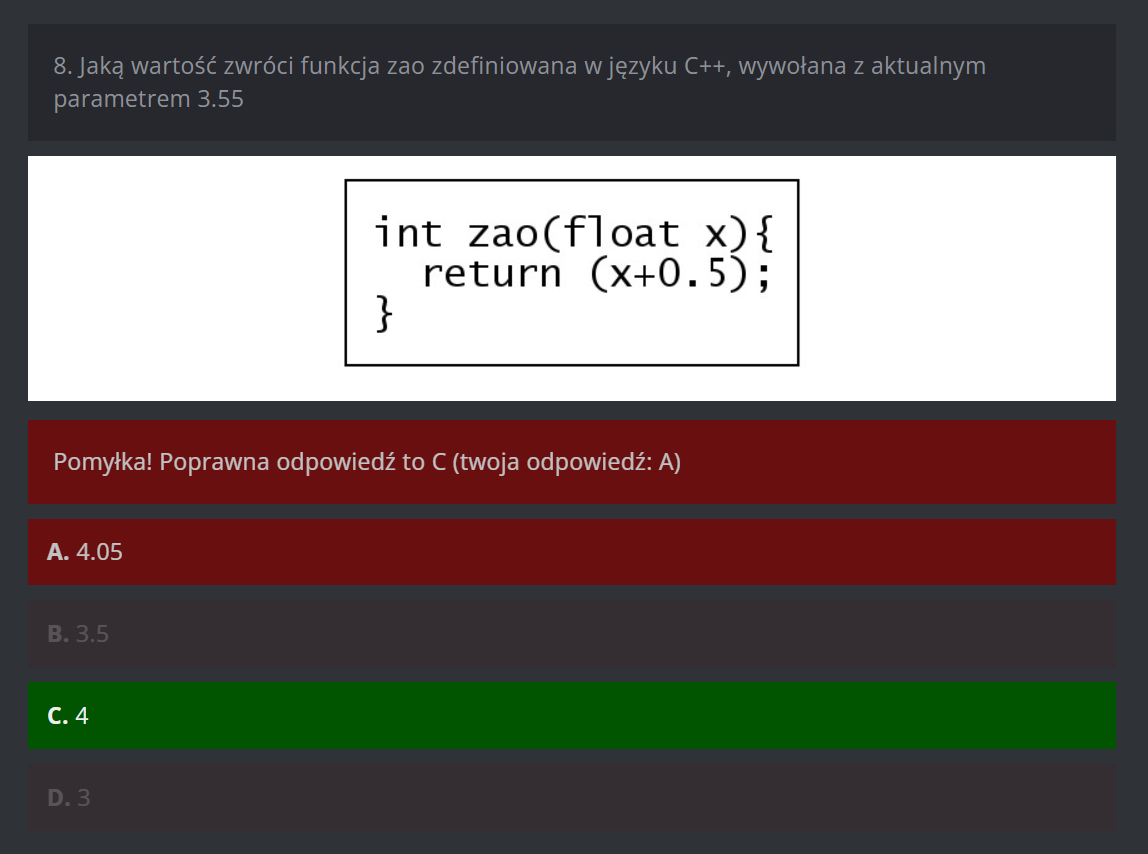 8. Jaką wartość zwróci funkcja zao zdefiniowana w języku C++, wywołana z aktualnym
parametrem 3.55
int zao(float x){
return (x+0.5);
}
Pomyłka! Poprawna odpowiedź to C (twoja odpowiedź: A)
A. 4.05
B. 3.5
C. 4
D. 3